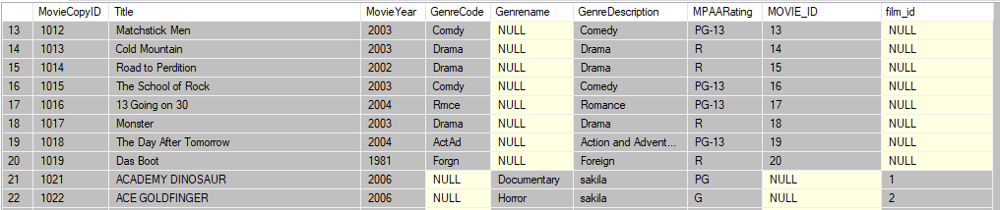 MovieCopyID Title MovieYear GenreCode Genrename GenreDescription MPAARating MOVIE_ID film_id
13 1012 Matchstick Men 2003 Comdy NULL Comedy PG-13 13 NULL
14 1013 Cold Mountain 2003 Drama NULL Drama R 14 NULL
15 1014 Road to Perdition 2002 Drama NULL Drama R 15 NULL
16 1015 The School of Rock 2003 Comdy NULL Comedy PG-13 16 NULL
17 1016 13 Going on 30 2004 Rmce NULL Romance PG-13 17 NULL
18 1017 Monster 2003 Drama NULL Drama R 18 NULL
19 1018 The Day After Tomorrow 2004 ActAd NULL Action and Advent... PG-13 19 NULL
20 1019 Das Boot 1981 Forgn NULL Foreign R 20 NULL
21 1021 ACADEMY DINOSAUR 2006 NULL Documentary sakila PG NULL 1
22 1022 ACE GOLDFINGER 2006 NULL Horror sakila G NULL 2